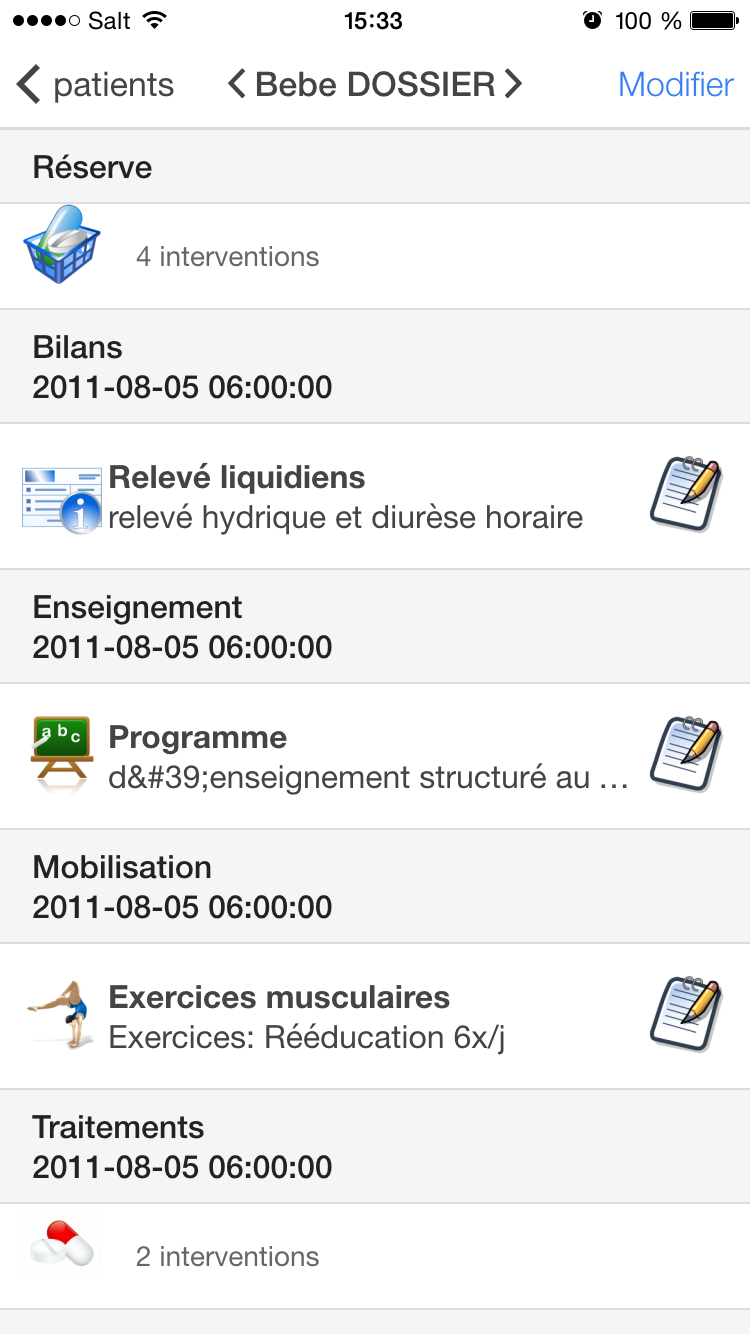 Salt 15:33 100 %
patients Bebe DOSSIER Modifier
Réserve
4 interventions
Bilans
2011-08-05 06:00:00
Relevé liquidiens
relevé hydrique et diurèse horaire
Enseignement
2011-08-05 06:00:00
a b c
Programme
d&#39;enseignement structuré au …
Mobilisation
2011-08-05 06:00:00
Exercices musculaires
Exercices: Rééducation 6x/j
Traitements
2011-08-05 06:00:00
2 interventions